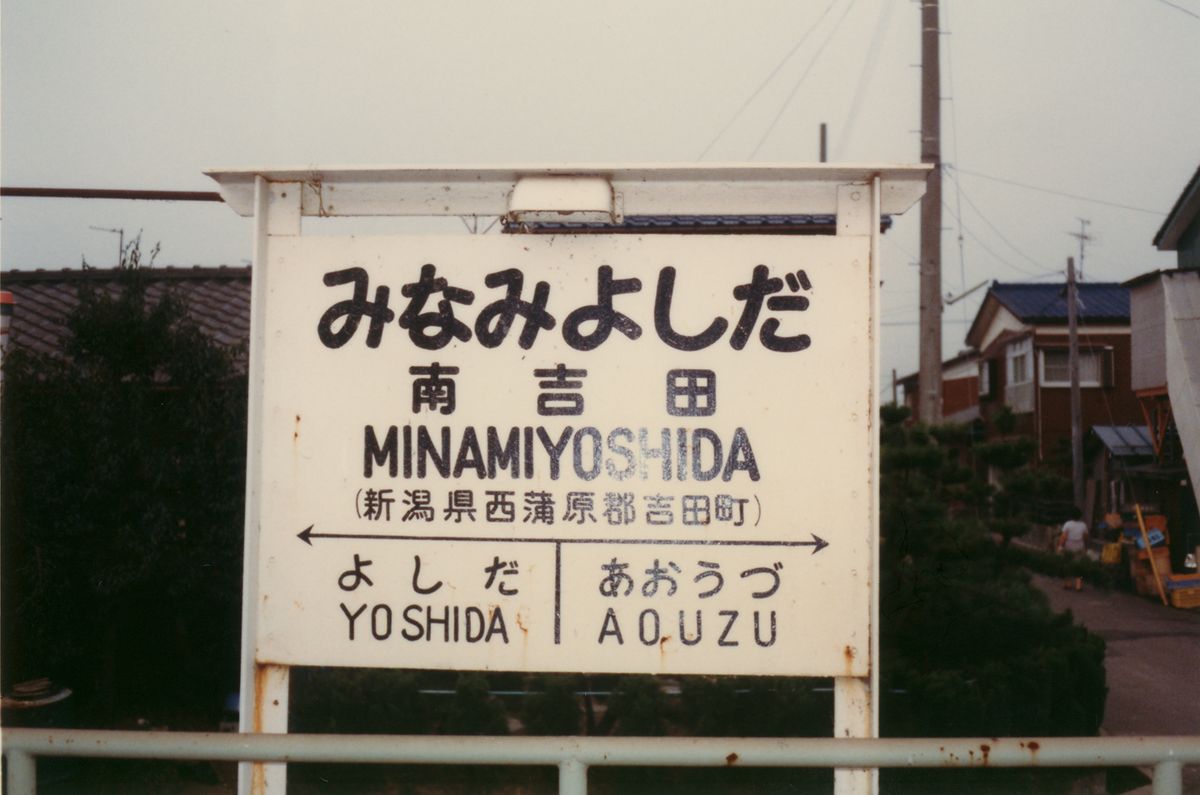 みなみよしだ
南吉田
MINAMIYOSHIDA
(新潟県西蒲原郡吉田町)
よしだ あおうづ
YOSHIDA AOUZU